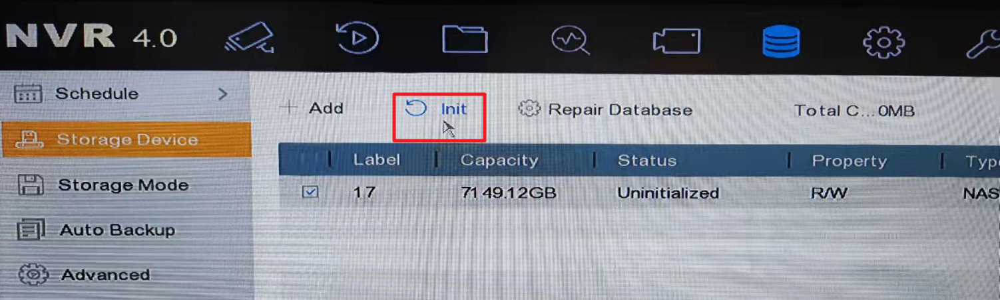 NVR 4.0
Schedule
Storage Device
Storage Mode
Auto Backup
Advanced
Add
Init
Repair Database
Total C...0MB
Label
Capacity
Status
Property
Type
17
7149.12GB
Uninitialized
R/W
NAS